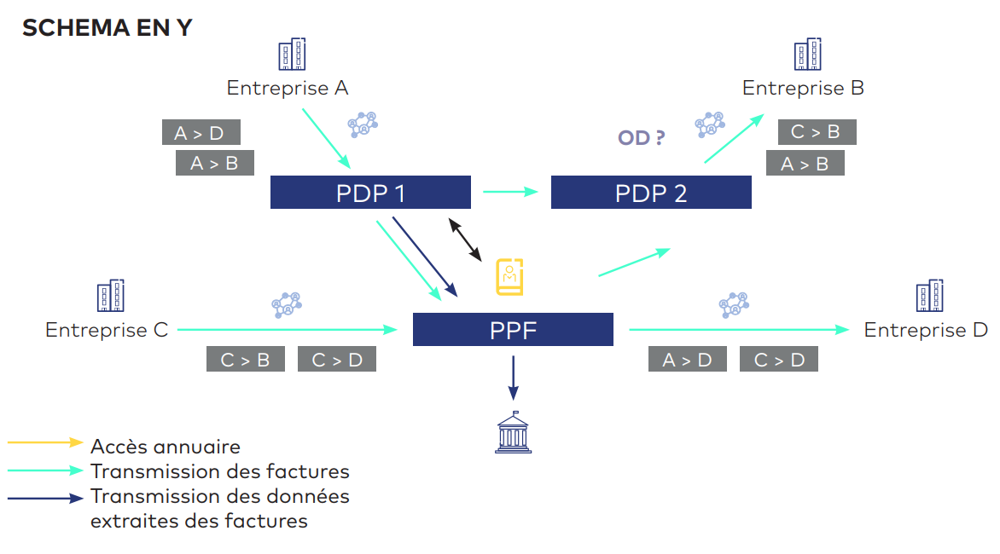 SCHEMA EN Y
Entreprise A
Entreprise B
A > D
A > B
OD ?
C > B
A > B
PDP 1
PDP 2
Entreprise C
PPF
Entreprise D
C > B
C > D
A > D
C > D
Accès annuaire
Transmission des factures
Transmission des données
extraites des factures